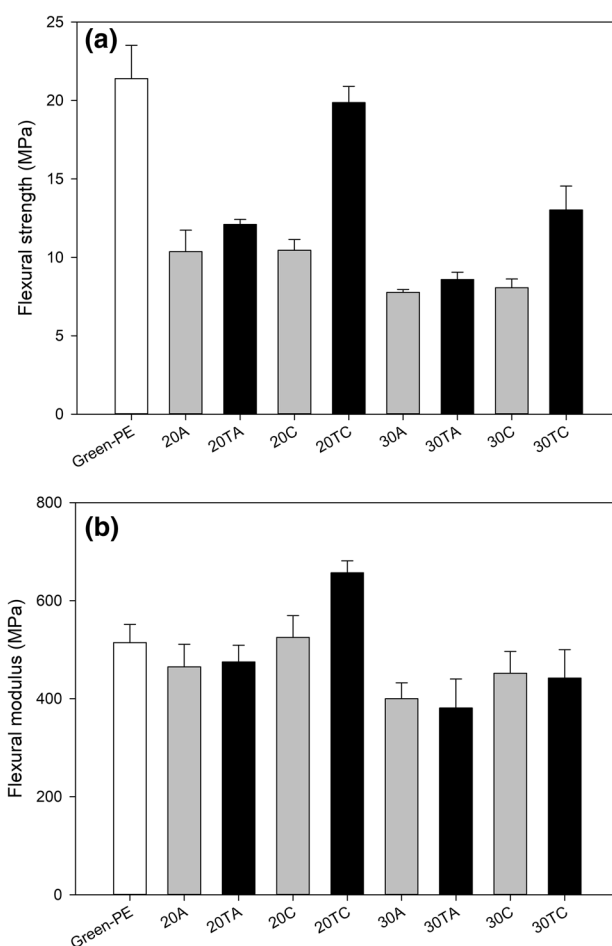 (a)
Flexural strength (MPa)
25
20
15
10
5
0
Green-PE 20A 20TA 20C 20TC 30A 30TA 30C 30TC
(b)
Flexural modulus (MPa)
800
600
400
200
0
Green-PE 20A 20TA 20C 20TC 30A 30TA 30C 30TC